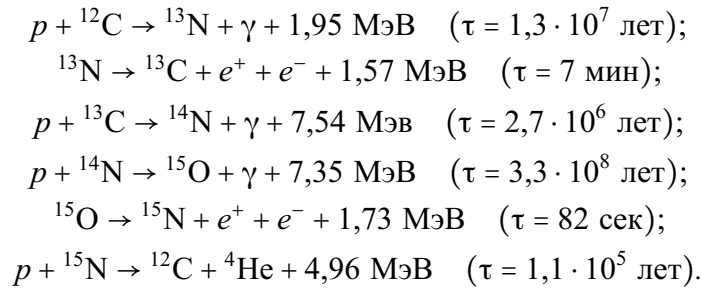 p + ¹²C → ¹³N + γ + 1,95 МэВ (τ = 1,3 · 10⁷ лет);
¹³N → ¹³C + e⁺ + e⁻ + 1,57 МэВ (τ = 7 мин);
p + ¹³C → ¹⁴N + γ + 7,54 Мэв (τ = 2,7 · 10⁶ лет);
p + ¹⁴N → ¹⁵O + γ + 7,35 МэВ (τ = 3,3 · 10⁸ лет);
¹⁵O → ¹⁵N + e⁺ + e⁻ + 1,73 МэВ (τ = 82 сек);
p + ¹⁵N → ¹²C + ⁴He + 4,96 МэВ (τ = 1,1 · 10⁵ лет).